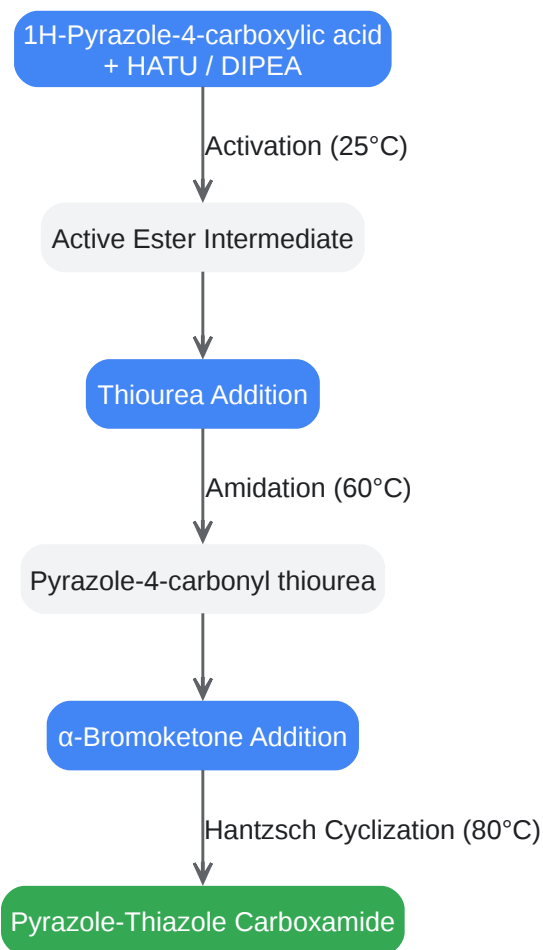 1H-Pyrazole-4-carboxylic acid
+ HATU / DIPEA
Activation (25°C)
Active Ester Intermediate
Thiourea Addition
Amidation (60°C)
Pyrazole-4-carbonyl thiourea
α-Bromoketone Addition
Hantzsch Cyclization (80°C)
Pyrazole-Thiazole Carboxamide